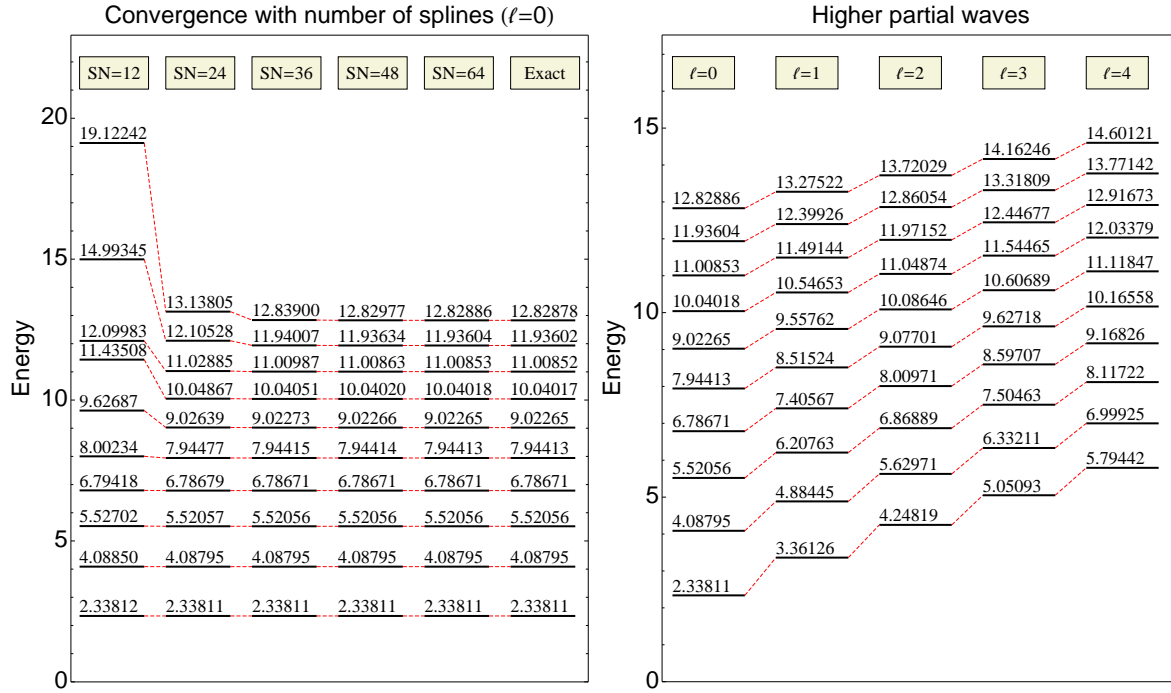 Convergence with number of splines (ℓ=0)
SN=12 SN=24 SN=36 SN=48 SN=64 Exact
Energy
20
15
10
5
0
19.12242
14.99345
13.13805 12.83900 12.82977 12.82886 12.82878
12.09983 12.10528 11.94007 11.93634 11.93604 11.93602
11.43508 11.02885 11.00987 11.00863 11.00853 11.00852
10.04867 10.04051 10.04020 10.04018 10.04017
9.62687 9.02639 9.02273 9.02266 9.02265 9.02265
8.00234 7.94477 7.94415 7.94414 7.94413 7.94413
6.79418 6.78679 6.78671 6.78671 6.78671 6.78671
5.52702 5.52057 5.52056 5.52056 5.52056 5.52056
4.08850 4.08795 4.08795 4.08795 4.08795 4.08795
2.33812 2.33811 2.33811 2.33811 2.33811 2.33811
Higher partial waves
ℓ=0 ℓ=1 ℓ=2 ℓ=3 ℓ=4
Energy
15
10
5
0
12.82886 13.27522 13.72029 14.16246 14.60121
11.93604 12.39926 12.86054 13.31809 13.77142
11.00853 11.49144 11.97152 12.44677 12.91673
10.04018 10.54653 11.04874 11.54465 12.03379
9.02265 9.55762 10.08646 10.60689 11.11847
7.94413 8.51524 9.07701 9.62718 10.16558
6.78671 7.40567 8.00971 8.59707 9.16826
5.52056 6.20763 6.86889 7.50463 8.11722
4.08795 4.88445 5.62971 6.33211 6.99925
2.33811 3.36126 4.24819 5.05093 5.79442